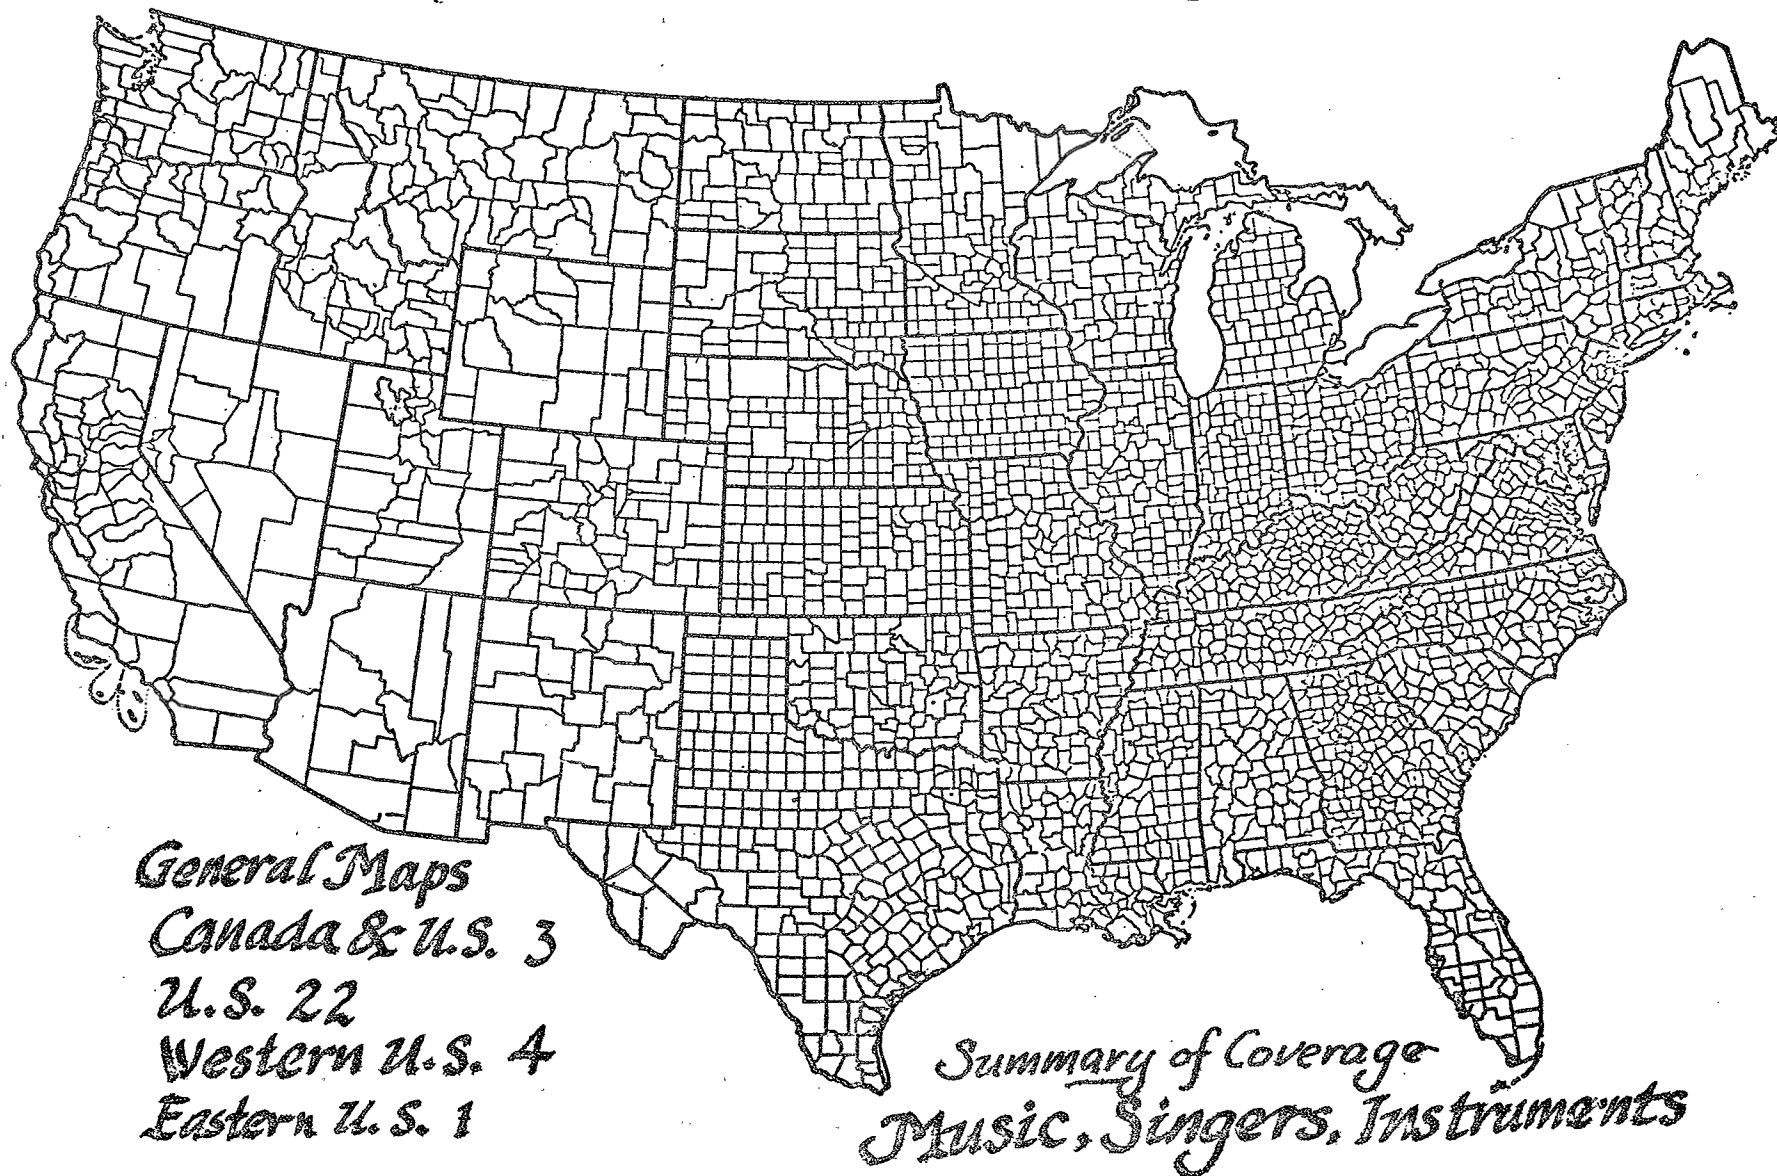 General Maps
Canada & U.S. 3
U.S. 22
Western U.S. 4
Eastern U.S. 1
Summary of Coverage
Music, Singers, Instruments